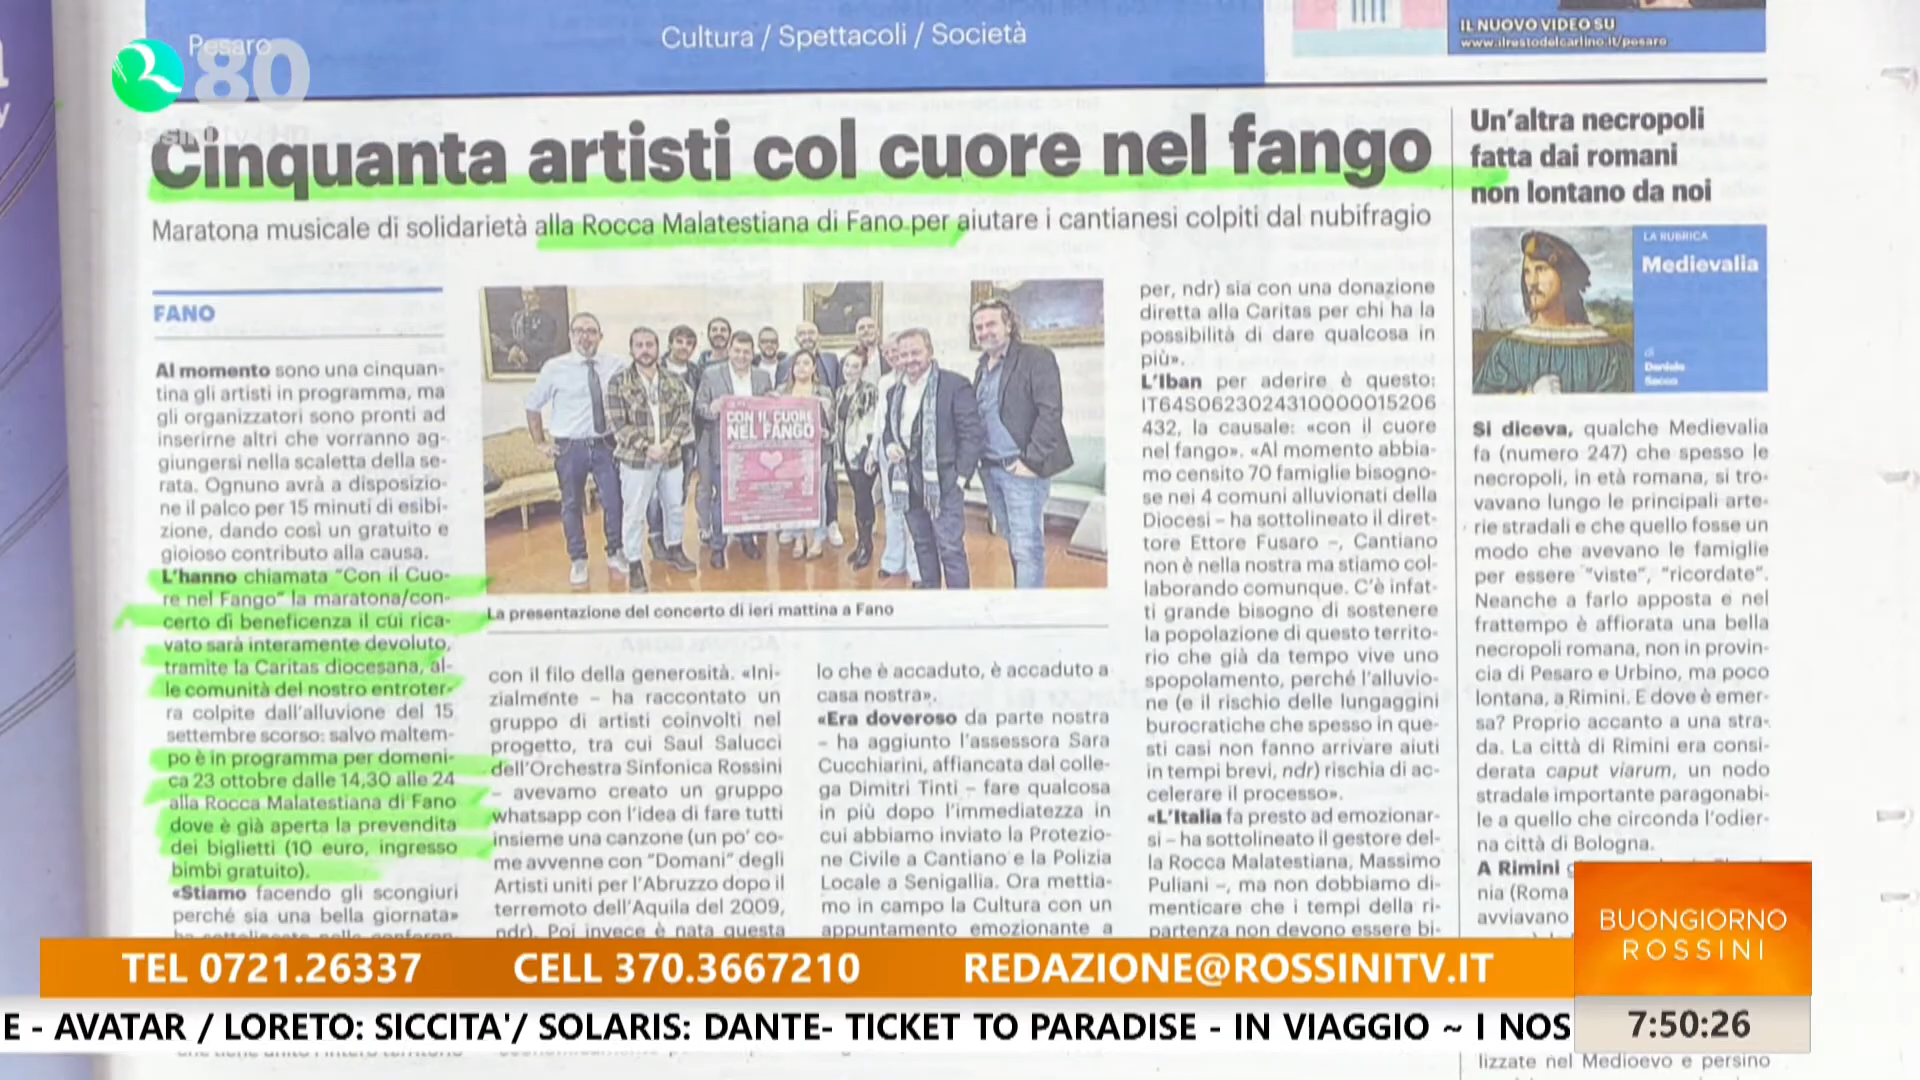 Pesaro
80
Cultura / Spettacoli / Società
IL NUOVO VIDEO SU
www.ilrestodelcarlino.it/pesaro
Cinquanta artisti col cuore nel fango
Maratona musicale di solidarietà alla Rocca Malatestiana di Fano per aiutare i cantianesi colpiti dal nubifragio
FANO
Al momento sono una cinquan-
tina gli artisti in programma, ma
gli organizzatori sono pronti ad
inserirne altri che vorranno ag-
giungersi nella scaletta della se-
rata. Ognuno avrà a disposizio-
ne il palco per 15 minuti di esibi-
zione, dando così un gratuito e
gioioso contributo alla causa.
L'hanno chiamata "Con il Cuo-
re nel Fango" la maratona/con-
certo di beneficenza il cui rica-
vato sarà interamente devoluto,
tramite la Caritas diocesana, al-
le comunità del nostro entroter-
ra colpite dall'alluvione del 15
settembre scorso: salvo maltem-
po è in programma per domeni-
ca 23 ottobre dalle 14,30 alle 24
alla Rocca Malatestiana di Fano
dove è già aperta la prevendita
dei biglietti (10 euro, ingresso
bimbi gratuito).
«Stiamo facendo gli scongiuri
perché sia una bella giornata»
CON IL CUORE
NEL FANGO
La presentazione del concerto di ieri mattina a Fano
con il filo della generosità. «Ini-
zialmente – ha raccontato un
gruppo di artisti coinvolti nel
progetto, tra cui Saul Salucci
dell'Orchestra Sinfonica Rossini
– avevamo creato un gruppo
whatsapp con l'idea di fare tutti
insieme una canzone (un po' co-
me avvenne con "Domani" degli
Artisti uniti per l'Abruzzo dopo il
terremoto dell'Aquila del 2009,
ndr). Poi invece è nata questa
lo che è accaduto, è accaduto a
casa nostra».
«Era doveroso da parte nostra
– ha aggiunto l'assessora Sara
Cucchiarini, affiancata dal colle-
ga Dimitri Tinti – fare qualcosa
in più dopo l'immediatezza in
cui abbiamo inviato la Protezio-
ne Civile a Cantiano e la Polizia
Locale a Senigallia. Ora mettia-
mo in campo la Cultura con un
appuntamento emozionante a
per, ndr) sia con una donazione
diretta alla Caritas per chi ha la
possibilità di dare qualcosa in
più».
L'Iban per aderire è questo:
IT64S0623024310000015206
432, la causale: «con il cuore
nel fango». «Al momento abbia-
mo censito 70 famiglie bisogno-
se nei 4 comuni alluvionati della
Diocesi – ha sottolineato il diret-
tore Ettore Fusaro –, Cantiano
non è nella nostra ma stiamo col-
laborando comunque. C'è infat-
ti grande bisogno di sostenere
la popolazione di questo territo-
rio che già da tempo vive uno
spopolamento, perché l'alluvio-
ne (e il rischio delle lungaggini
burocratiche che spesso in que-
sti casi non fanno arrivare aiuti
in tempi brevi, ndr) rischia di ac-
celerare il processo».
«L'Italia fa presto ad emozionar-
si – ha sottolineato il gestore del-
la Rocca Malatestiana, Massimo
Puliani –, ma non dobbiamo di-
menticare che i tempi della ri-
partenza non devono essere bi-
Un'altra necropoli
fatta dai romani
non lontano da noi
LA RUBRICA
Medievalia
di
Daniele
Sacco
Si diceva, qualche Medievalia
fa (numero 247) che spesso le
necropoli, in età romana, si tro-
vavano lungo le principali arte-
rie stradali e che quello fosse un
modo che avevano le famiglie
per essere "viste", "ricordate".
Neanche a farlo apposta e nel
frattempo è affiorata una bella
necropoli romana, non in provin-
cia di Pesaro e Urbino, ma poco
lontana, a Rimini. E dove è emer-
sa? Proprio accanto a una stra-
da. La città di Rimini era consi-
derata caput viarum, un nodo
stradale importante paragonabi-
le a quello che circonda l'odier-
na città di Bologna.
A Rimini
nia (Roma
avviavano
lizzate nel Medioevo e persino
TEL 0721.26337 CELL 370.3667210 REDAZIONE@ROSSINITV.IT
BUONGIORNO
ROSSINI
E - AVATAR / LORETO: SICCITA'/ SOLARIS: DANTE- TICKET TO PARADISE - IN VIAGGIO ~ I NOS
7:50:26